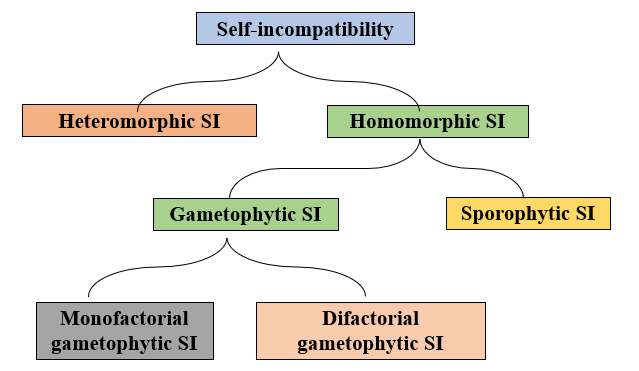 Self-incompatibility
Heteromorphic SI
Homomorphic SI
Gametophytic SI
Sporophytic SI
Monofactorial
gametophytic SI
Difactorial
gametophytic SI